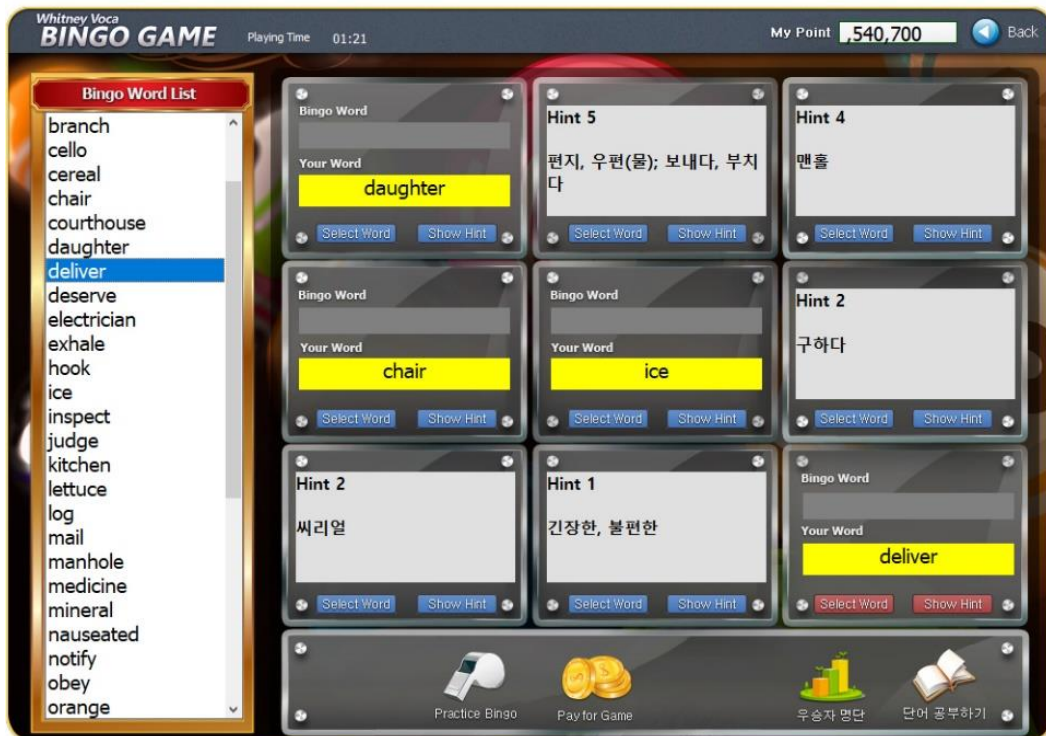 Whitney Voca
BINGO GAME
Playing Time 01:21
My Point ,540,700
Back
Bingo Word List
branch
cello
cereal
chair
courthouse
daughter
deliver
deserve
electrician
exhale
hook
ice
inspect
judge
kitchen
lettuce
log
mail
manhole
medicine
mineral
nauseated
notify
obey
orange
Bingo Word
Your Word
daughter
Select Word Show Hint
Hint 5
편지, 우편(물); 보내다, 부치
다
Select Word Show Hint
Hint 4
맨홀
Select Word Show Hint
Bingo Word
Your Word
chair
Select Word Show Hint
Bingo Word
Your Word
ice
Select Word Show Hint
Hint 2
구하다
Select Word Show Hint
Hint 2
씨리얼
Select Word Show Hint
Hint 1
긴장한, 불편한
Select Word Show Hint
Bingo Word
Your Word
deliver
Select Word Show Hint
Practice Bingo
Pay for Game
우승자 명단
단어 공부하기